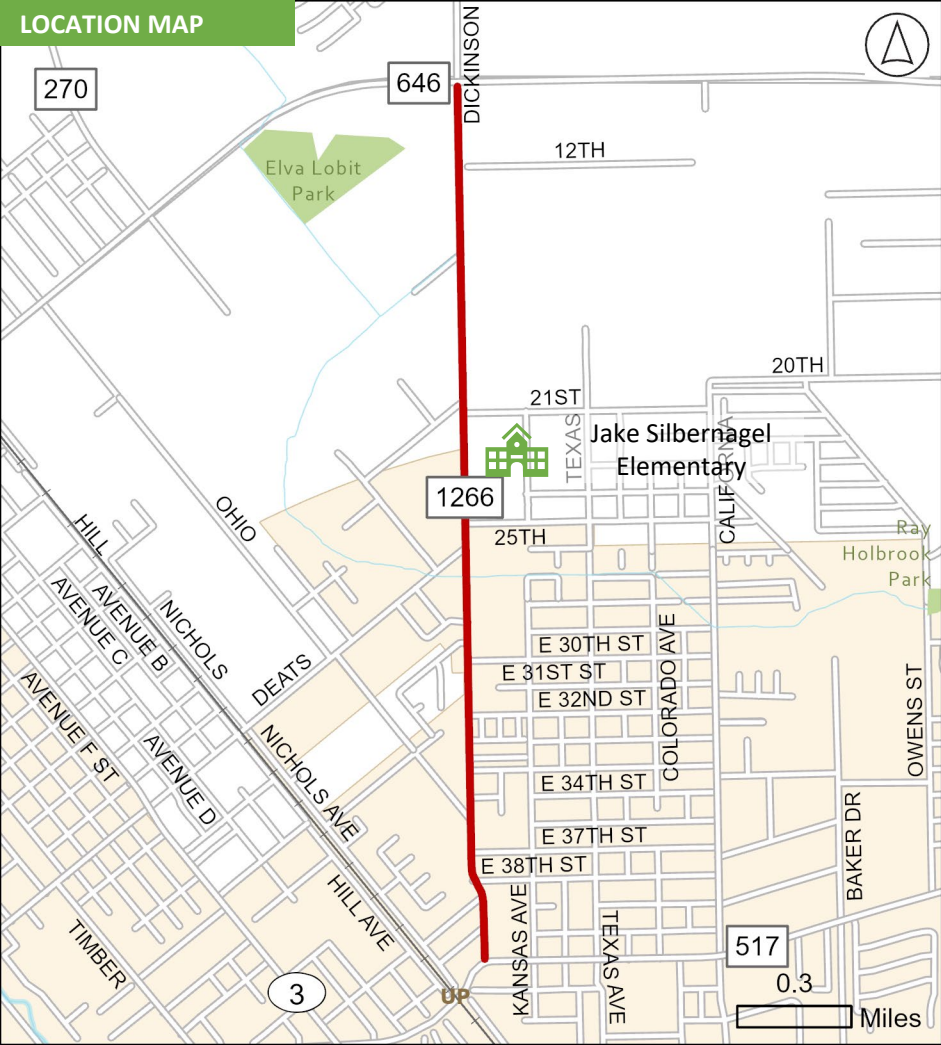 LOCATION MAP
DICKINSON
646
270
12TH
Elva Lobit
Park
20TH
21ST
TEXAS
Jake Silbernagel
Elementary
CALIFORNIA
1266
OHIO
25TH
Ray
Holbrook
Park
HILL
AVENUE B
AVENUE C
NICHOLS
E 30TH ST
DEATS
E 31ST ST
E 32ND ST
COLORADO AVE
OWENS ST
AVENUE F ST
AVENUE D
NICHOLS AVE
E 34TH ST
E 37TH ST
BAKER DR
E 38TH ST
HILL AVE
KANSAS AVE
TEXAS AVE
TIMBER
517
3
UP
0.3
Miles